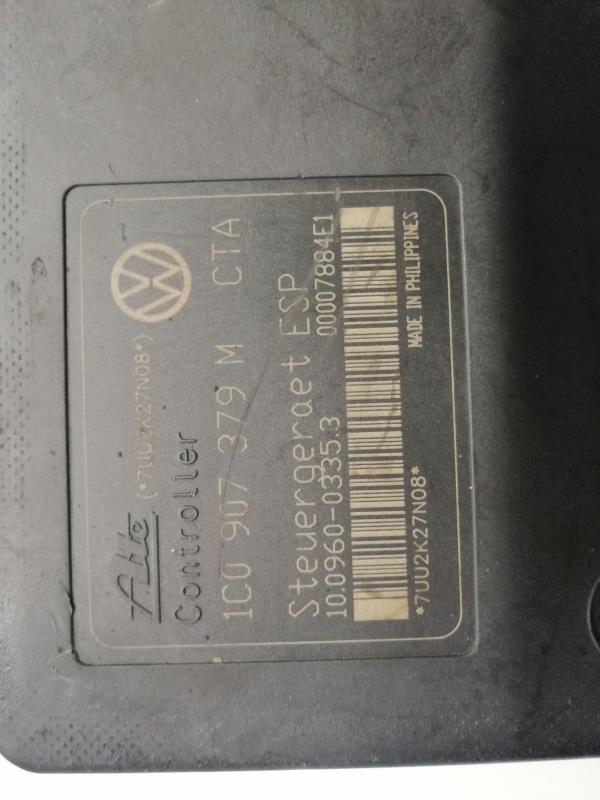 Ate (*7UU2K27N08*)
Controller
1C0 907 379 M CTA
Steuergeraet ESP
10.0960-0335.3 00007884E1
*7UU2K27N08* MADE IN PHILIPPINES